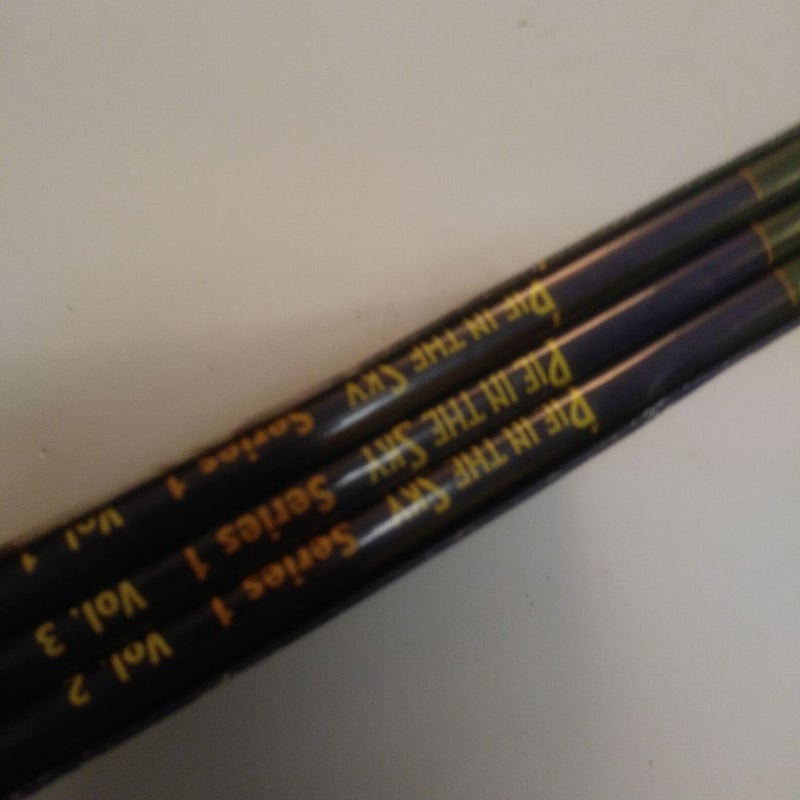 PIE IN THE SKY Series 1 Vol. 1
PIE IN THE SKY Series 1 Vol. 3
PIE IN THE SKY Series 1 Vol. 2